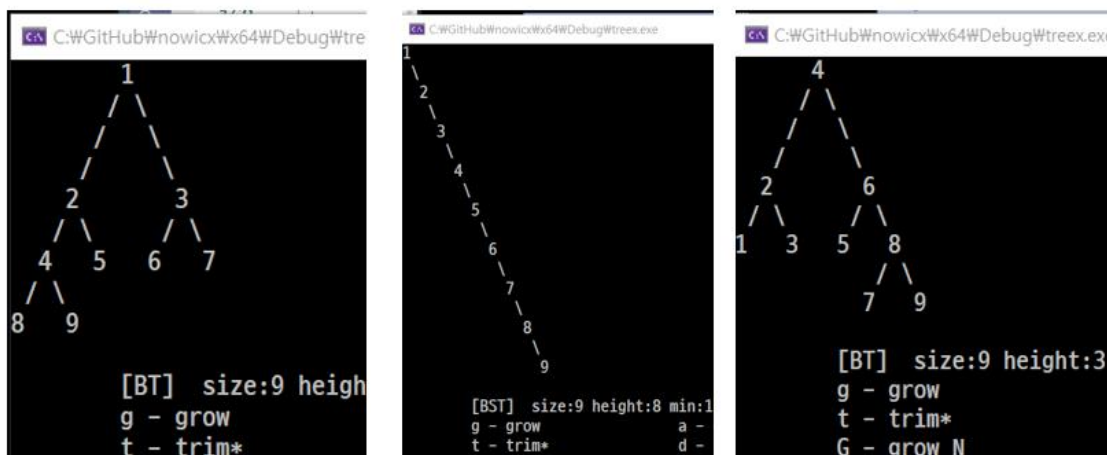 C:₩GitHub₩nowicx₩x64₩Debug₩tre
1
/ \
/ \
/ \
2 3
/ \ / \
4 5 6 7
/ \
8 9
[BT] size:9 heigh
g - grow
t - trim*
C:₩GitHub₩nowicx₩x64₩Debug₩treex.exe
1
\
2
\
3
\
4
\
5
\
6
\
7
\
8
\
9
[BST] size:9 height:8 min:1
g - grow a -
t - trim* d -
C:₩GitHub₩nowicx₩x64₩Debug₩treex.ex
4
/ \
/ \
/ \
2 6
/ \ / \
1 3 5 8
/ \
7 9
[BT] size:9 height:3
g - grow
t - trim*
G - grow N